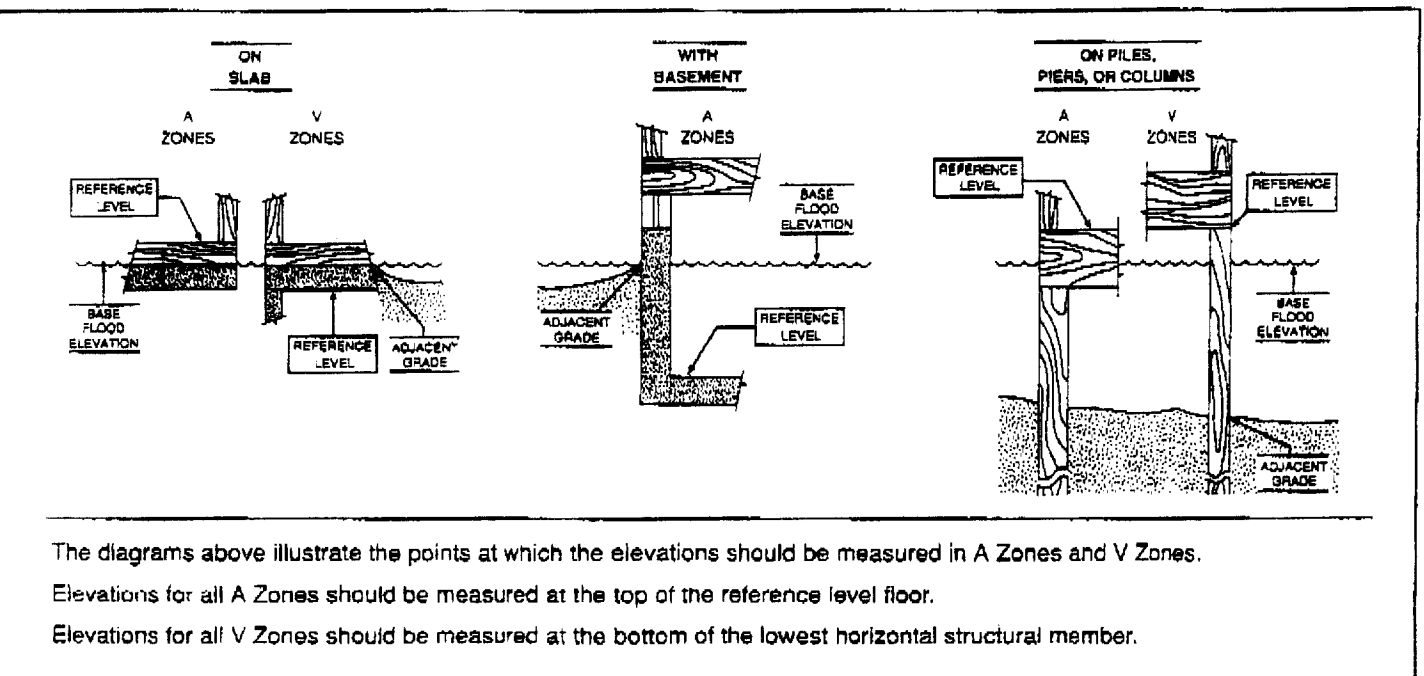 ON
SLAB
A
ZONES
V
ZONES
REFERENCE
LEVEL
BASE
FLOOD
ELEVATION
REFERENCE
LEVEL
ADJACENT
GRADE
WITH
BASEMENT
A
ZONES
BASE
FLOOD
ELEVATION
ADJACENT
GRADE
REFERENCE
LEVEL
ON PILES,
PIERS, OR COLUMNS
A
ZONES
V
ZONES
REFERENCE
LEVEL
REFERENCE
LEVEL
BASE
FLOOD
ELEVATION
ADJACENT
GRADE
The diagrams above illustrate the points at which the elevations should be measured in A Zones and V Zones.
Elevations for all A Zones should be measured at the top of the reference level floor.
Elevations for all V Zones should be measured at the bottom of the lowest horizontal structural member.